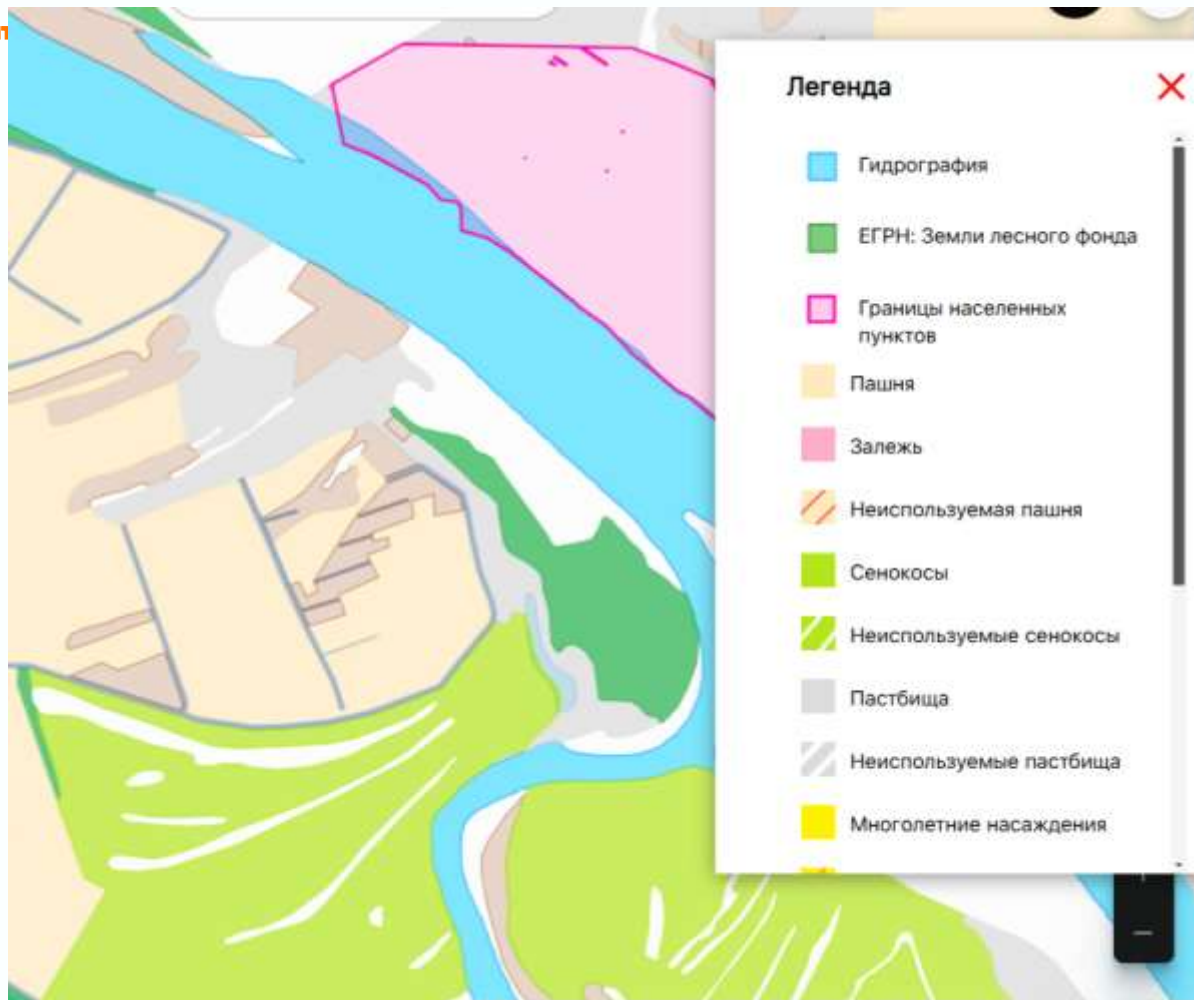 Легенда
Гидрография
ЕГРН: Земли лесного фонда
Границы населенных
пунктов
Пашня
Залежь
Неиспользуемая пашня
Сенокосы
Неиспользуемые сенокосы
Пастбища
Неиспользуемые пастбища
Многолетние насаждения